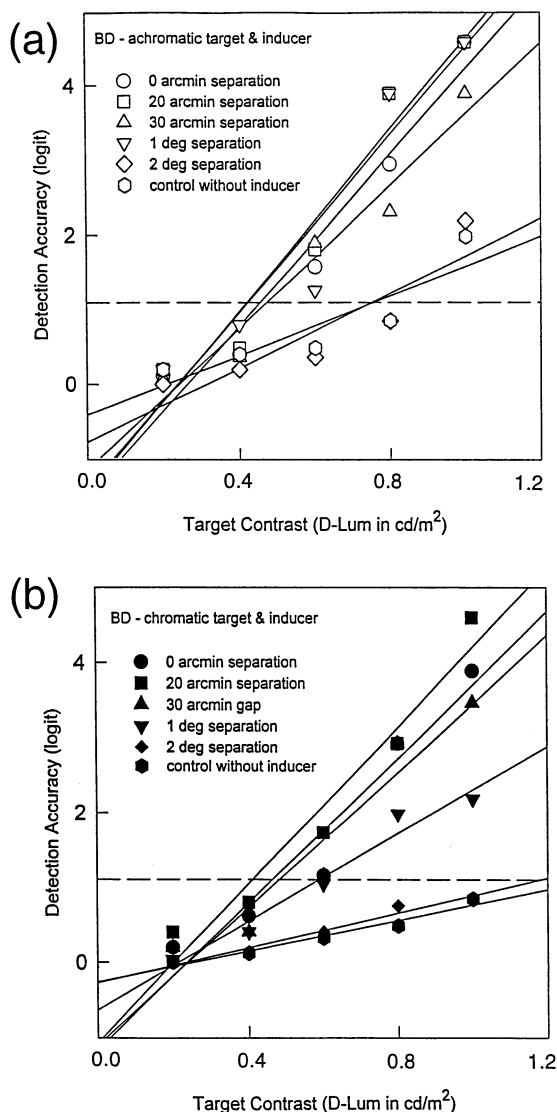 (a)
BD - achromatic target & inducer
0 arcmin separation
20 arcmin separation
30 arcmin separation
1 deg separation
2 deg separation
control without inducer
Detection Accuracy (logit)
4
2
0
0.0 0.4 0.8 1.2
Target Contrast (D-Lum in cd/m²)
(b)
BD - chromatic target & inducer
0 arcmin separation
20 arcmin separation
30 arcmin gap
1 deg separation
2 deg separation
control without inducer
Detection Accuracy (logit)
4
2
0
0.0 0.4 0.8 1.2
Target Contrast (D-Lum in cd/m²)